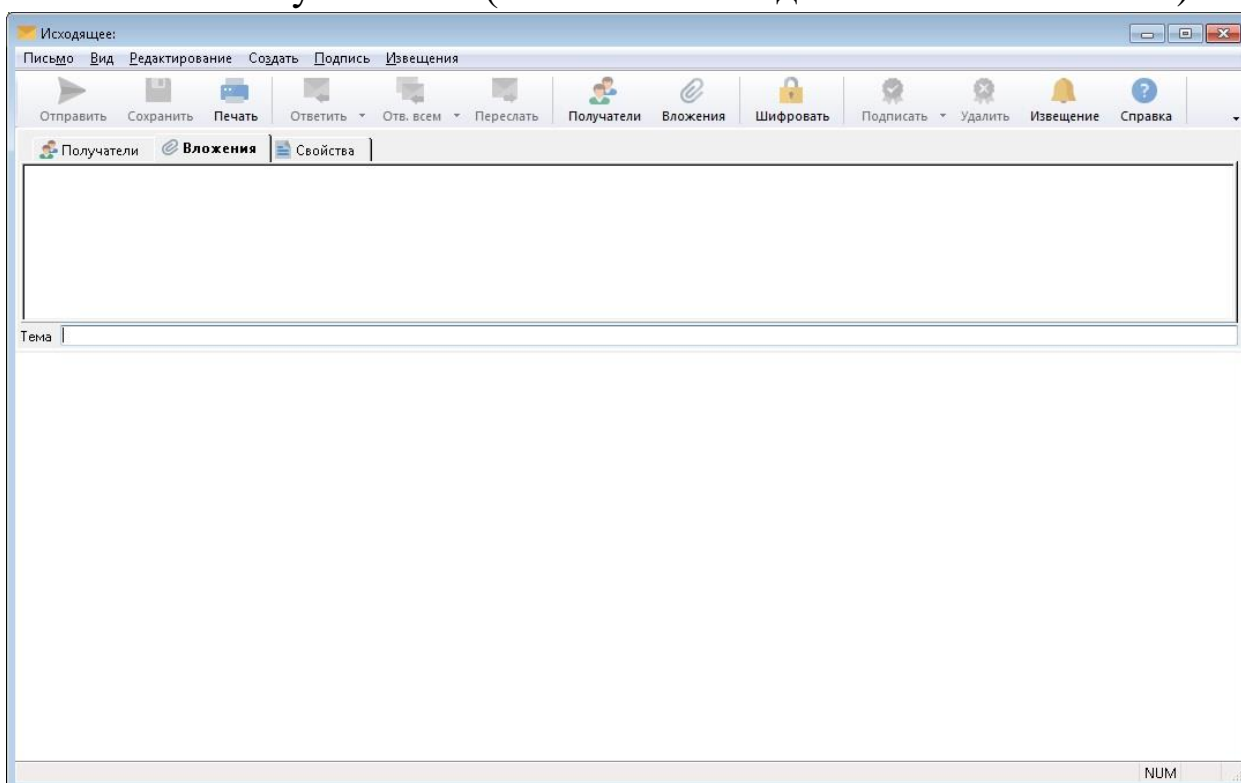 Исходящее:
Письмо Вид Редактирование Создать Подпись Извещения
Отправить Сохранить Печать Ответить Отв. всем Переслать Получатели Вложения Шифровать Подписать Удалить Извещение Справка
Получатели Вложения Свойства
Тема
NUM